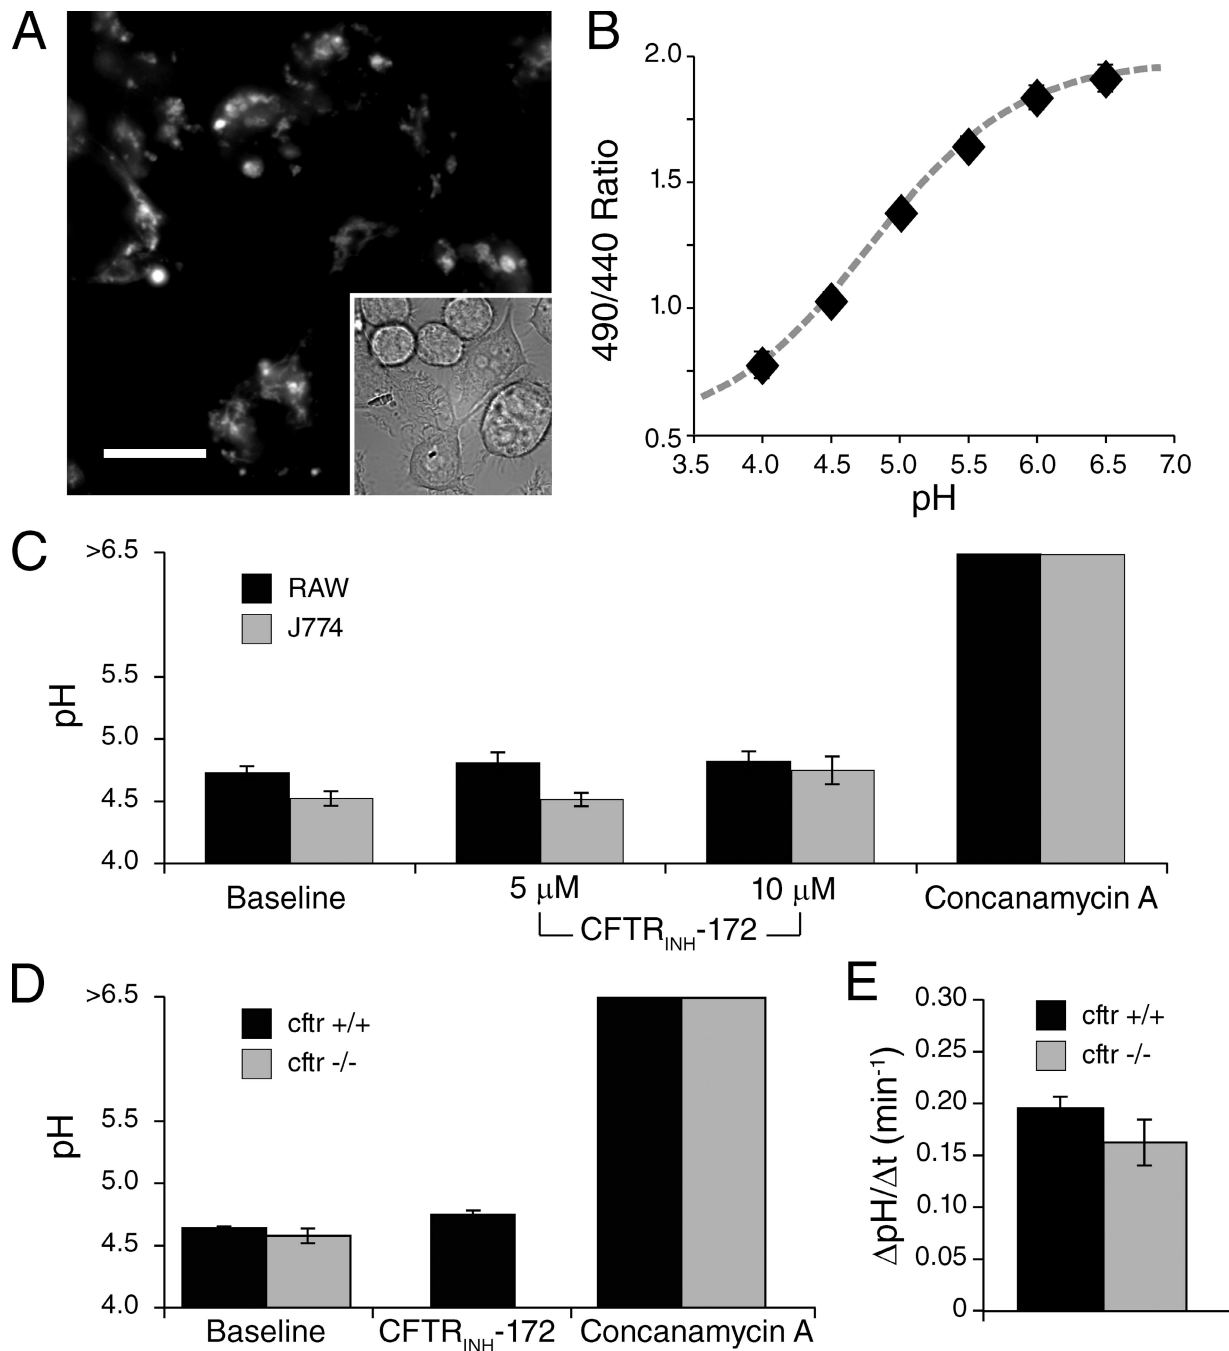 A
B
2.0
1.5
1.0
0.5
490/440 Ratio
3.5 4.0 4.5 5.0 5.5 6.0 6.5 7.0
pH
C
>6.5
5.5
5.0
4.5
4.0
pH
RAW
J774
Baseline
5 μM
10 μM
CFTR INH-172
Concanamycin A
D
>6.5
5.5
5.0
4.5
4.0
pH
cftr +/+
cftr -/-
Baseline CFTR INH-172 Concanamycin A
E
0.30
0.25
0.20
0.15
0.10
0.05
0
ΔpH/Δt (min-1)
cftr +/+
cftr -/-